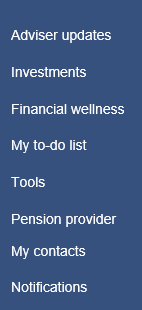 Adviser updates
Investments
Financial wellness
My to-do list
Tools
Pension provider
My contacts
Notifications